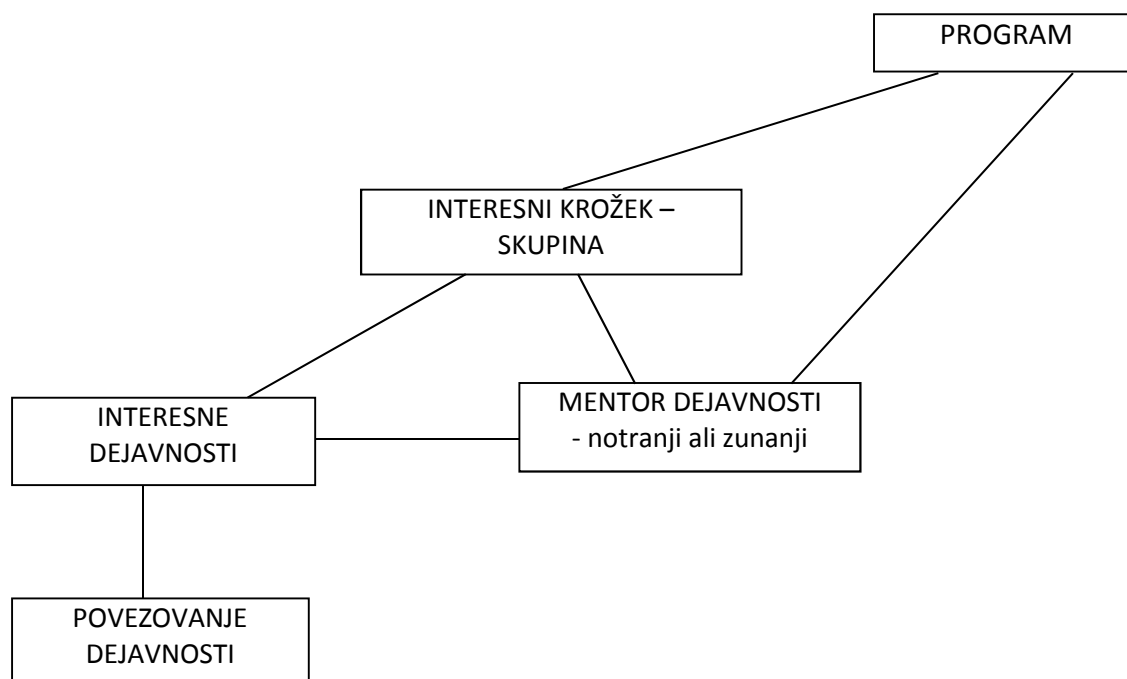 PROGRAM
INTERESNI KROŽEK –
SKUPINA
MENTOR DEJAVNOSTI
- notranji ali zunanji
INTERESNE
DEJAVNOSTI
POVEZOVANJE
DEJAVNOSTI